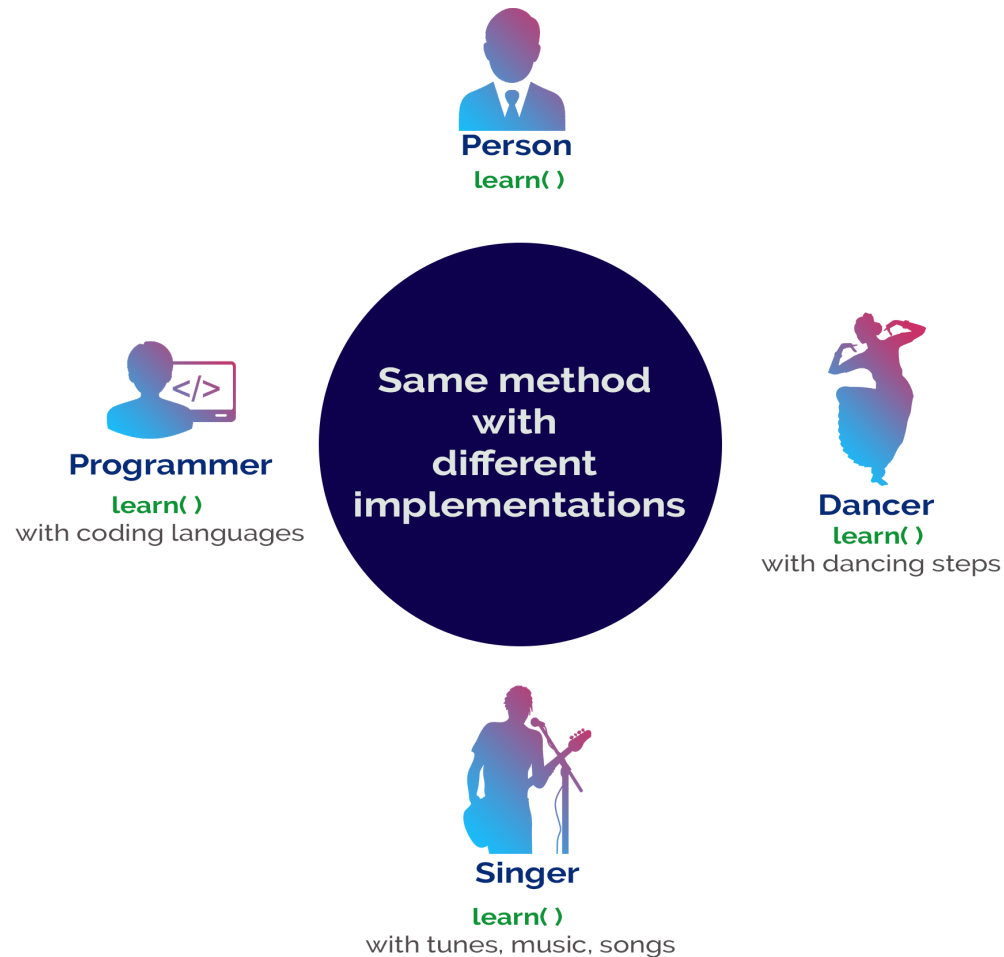 Person
learn( )
Same method
with
different
implementations
</>
Programmer
learn( )
with coding languages
Dancer
learn( )
with dancing steps
Singer
learn( )
with tunes, music, songs